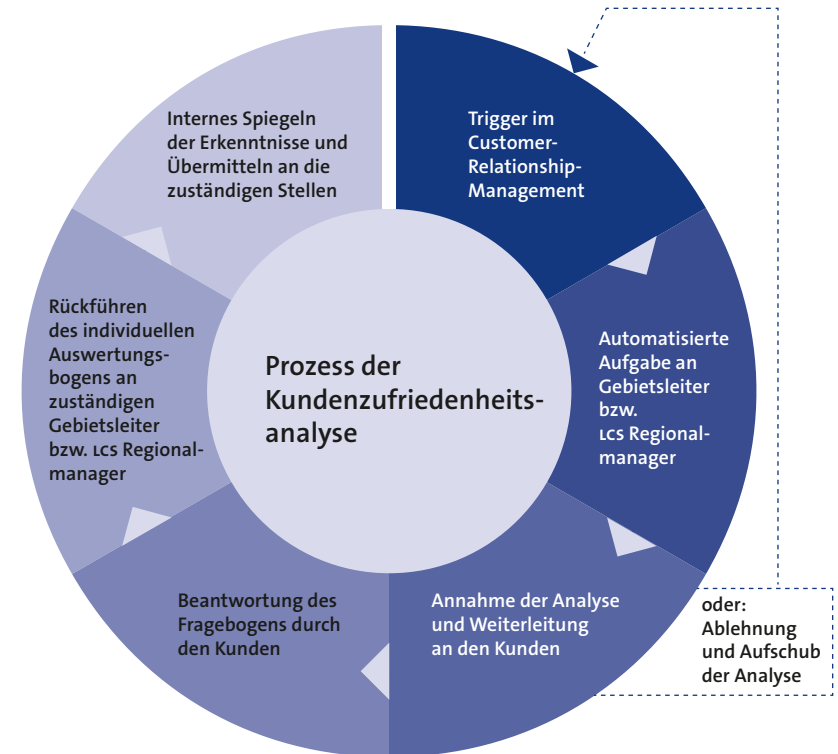 Prozess der
Kundenzufriedenheits-
analyse
Trigger im
Customer-
Relationship-
Management
Automatisierte
Aufgabe an
Gebietsleiter
bzw.
LCS Regional-
manager
Annahme der Analyse
und Weiterleitung
an den Kunden
oder:
Ablehnung
und Aufschub
der Analyse
Beantwortung des
Fragebogens durch
den Kunden
Rückführen
des individuellen
Auswertungs-
bogens an
zuständigen
Gebietsleiter
bzw. LCS Regional-
manager
Internes Spiegeln
der Erkenntnisse und
Übermitteln an die
zuständigen Stellen